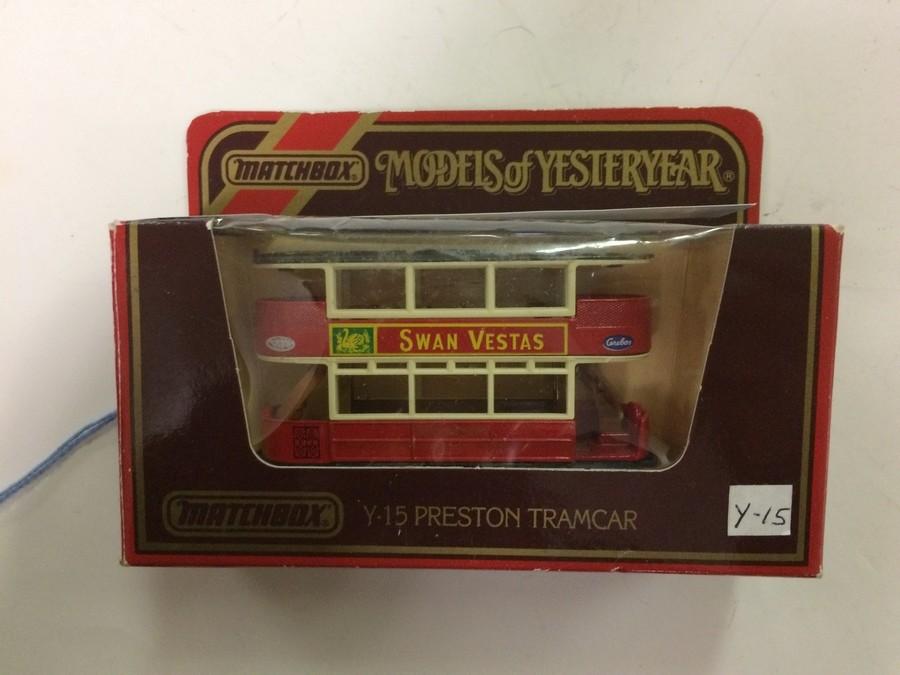 MATCHBOX MODELS of YESTERYEAR®
SWAN VESTAS
MATCHBOX Y-15 PRESTON TRAMCAR
Y-15